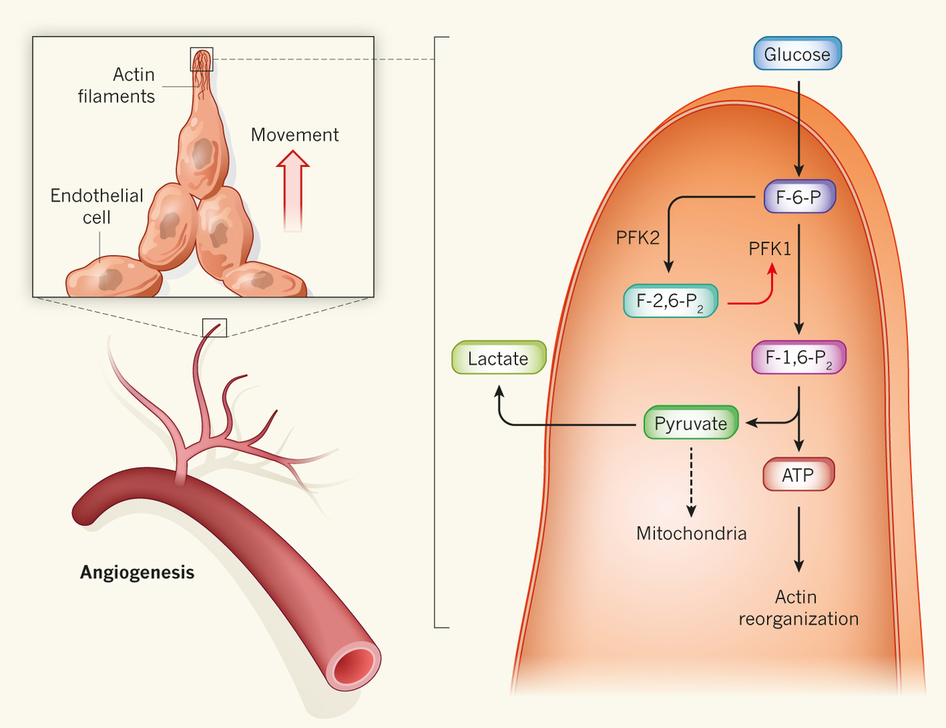 Actin
filaments
Movement
Endothelial
cell
Angiogenesis
Glucose
F-6-P
PFK2
PFK1
F-2,6-P₂
F-1,6-P₂
Lactate
Pyruvate
ATP
Mitochondria
Actin
reorganization